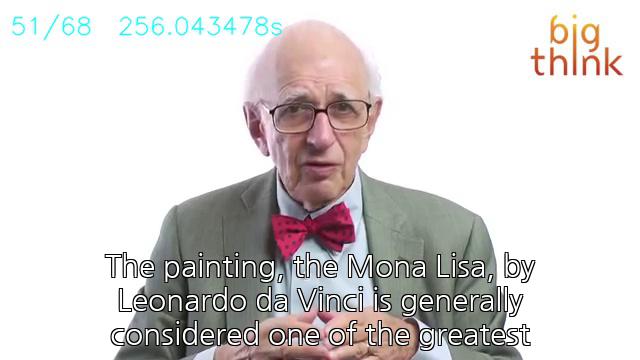 51/68 256.043478s
big
think
The painting, the Mona Lisa, by
Leonardo da Vinci is generally
considered one of the greatest